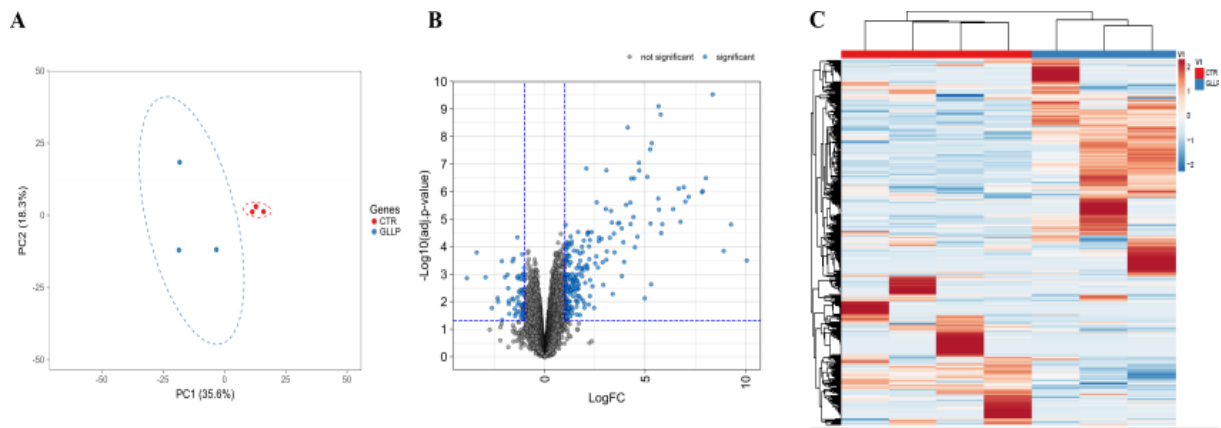 A
50
25
0
-25
-50
PC2 (18.3%)
-50
-25
0
25
50
PC1 (35.6%)
Genes
CTR
GLLP
B
not significant
significant
10
9
8
7
6
5
4
3
2
1
0
-Log10(adj.p-value)
0
5
10
LogFC
C
V1
2
1
0
-1
-2
V1
CTR
GLLP